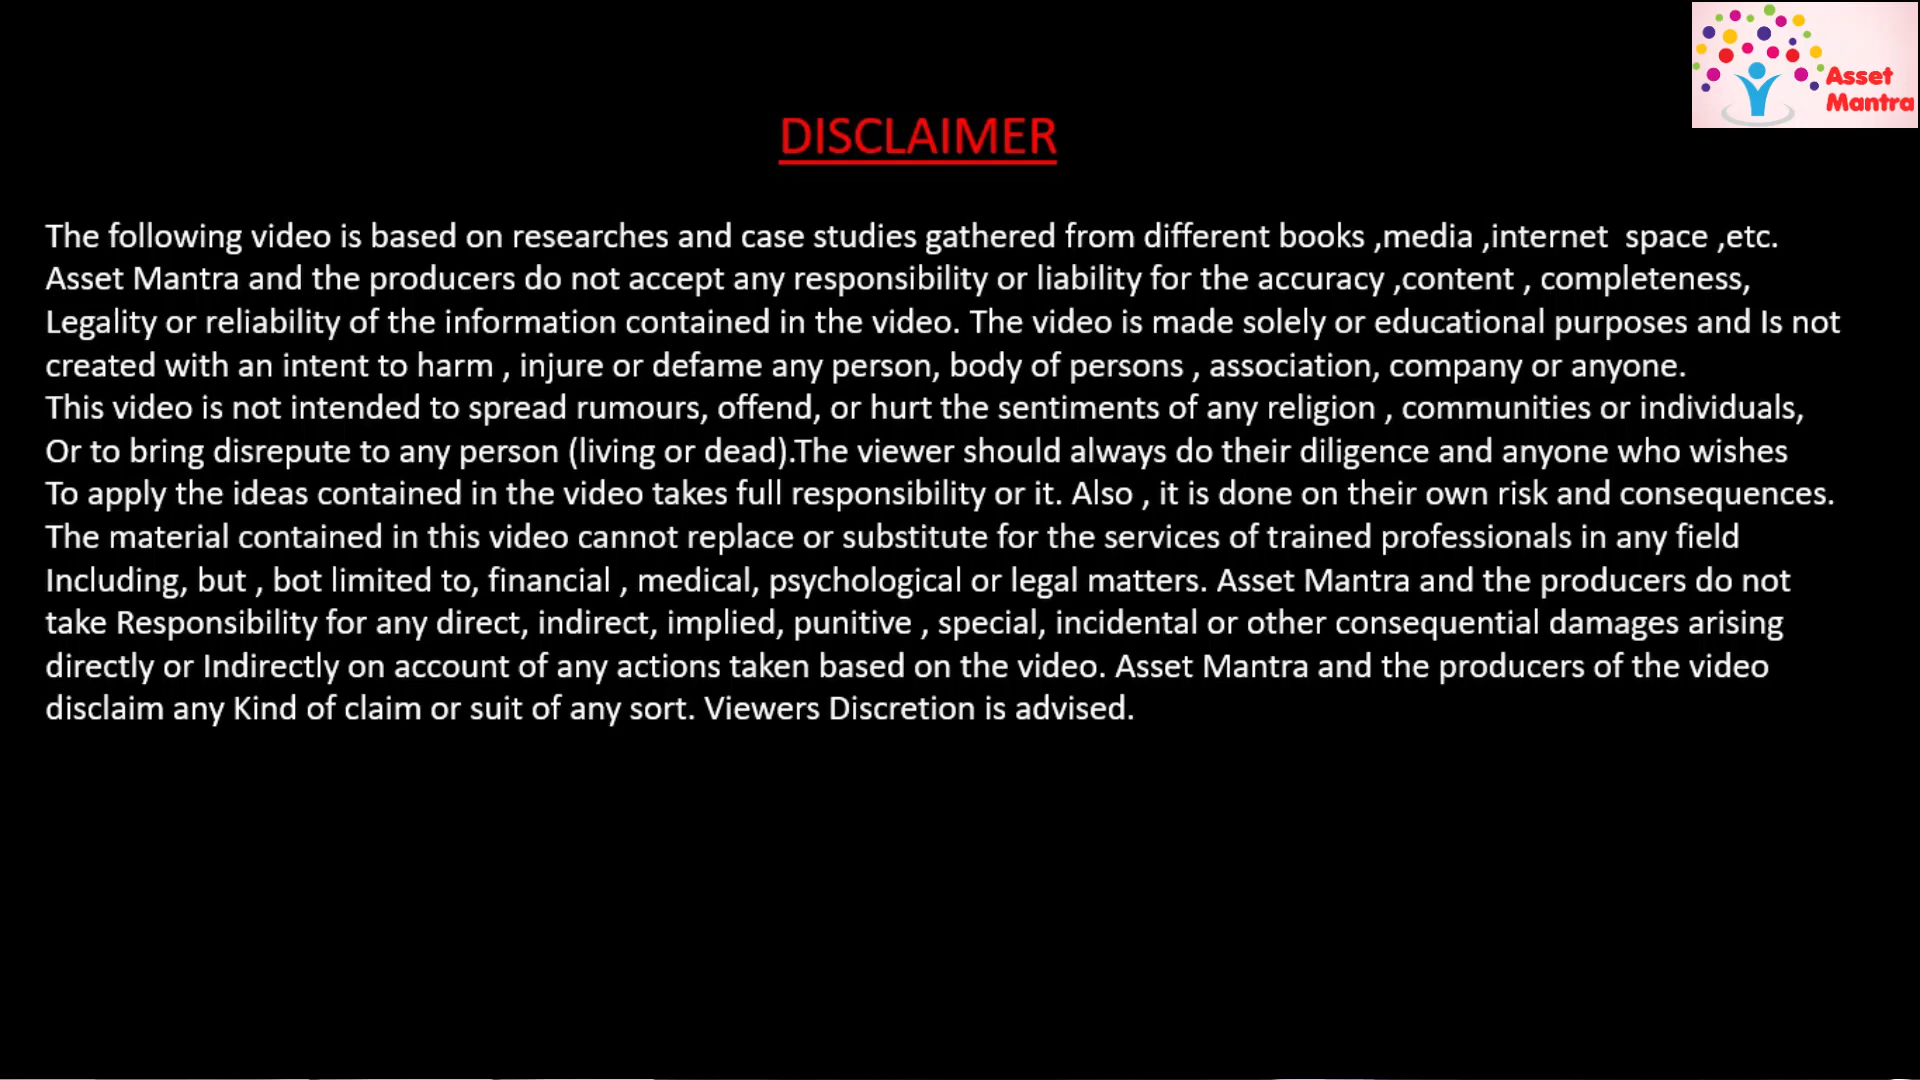 Asset
Mantra
DISCLAIMER
The following video is based on researches and case studies gathered from different books ,media ,internet  space ,etc.
Asset Mantra and the producers do not accept any responsibility or liability for the accuracy ,content , completeness,
Legality or reliability of the information contained in the video. The video is made solely or educational purposes and Is not
created with an intent to harm , injure or defame any person, body of persons , association, company or anyone.
This video is not intended to spread rumours, offend, or hurt the sentiments of any religion , communities or individuals,
Or to bring disrepute to any person (living or dead).The viewer should always do their diligence and anyone who wishes
To apply the ideas contained in the video takes full responsibility or it. Also , it is done on their own risk and consequences.
The material contained in this video cannot replace or substitute for the services of trained professionals in any field
Including, but , bot limited to, financial , medical, psychological or legal matters. Asset Mantra and the producers do not
take Responsibility for any direct, indirect, implied, punitive , special, incidental or other consequential damages arising
directly or Indirectly on account of any actions taken based on the video. Asset Mantra and the producers of the video
disclaim any Kind of claim or suit of any sort. Viewers Discretion is advised.